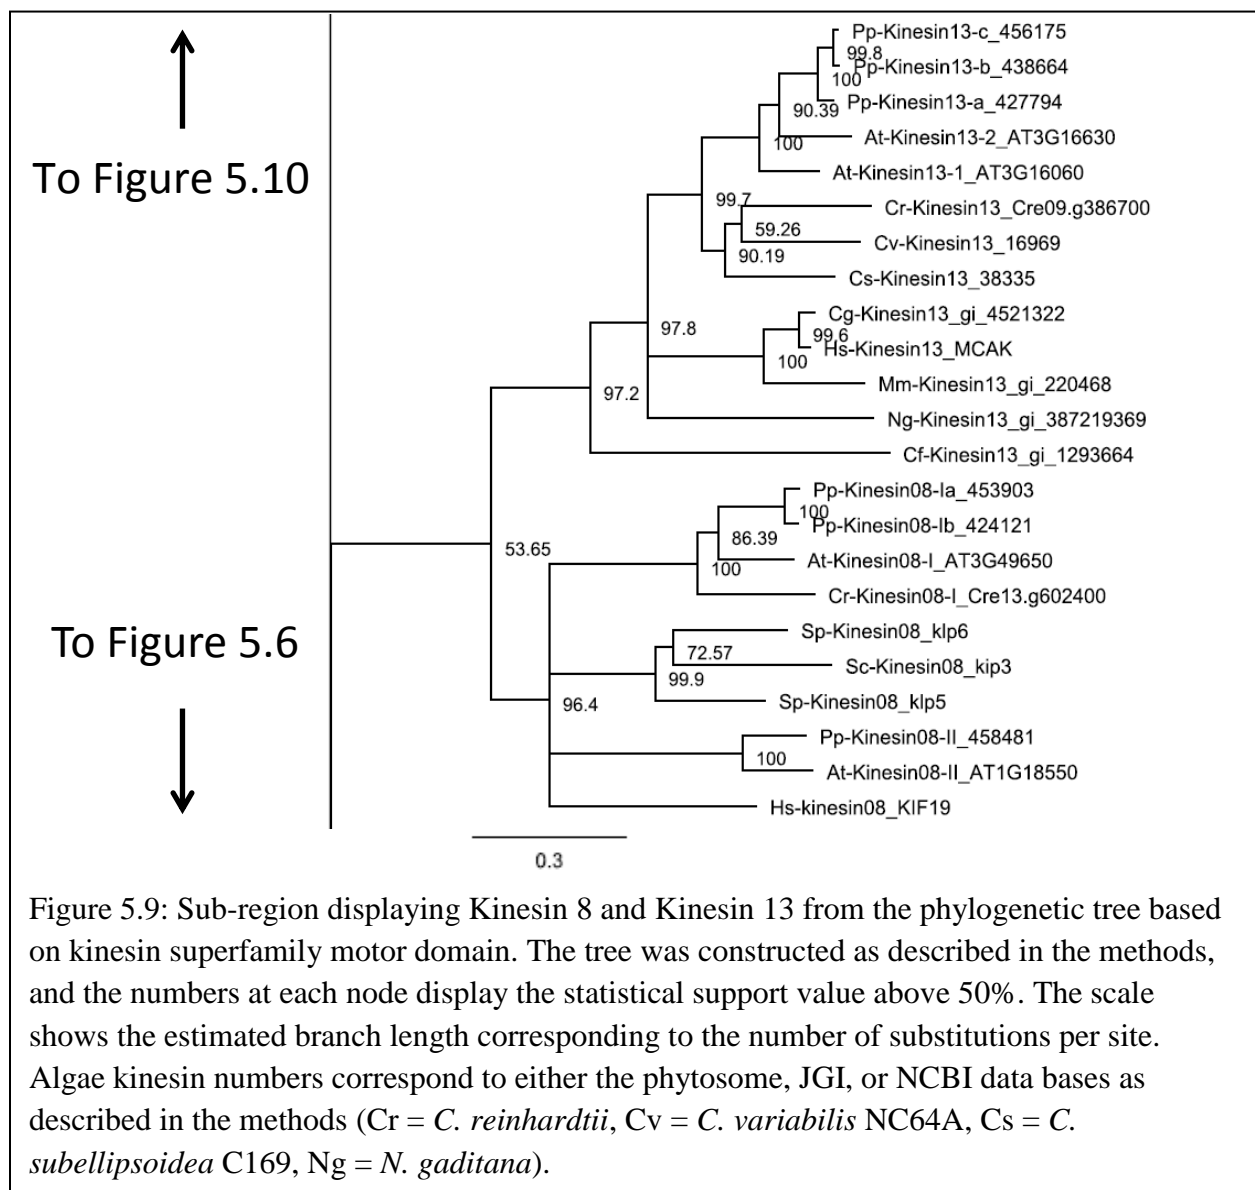 To Figure 5.10
To Figure 5.6
Pp-Kinesin13-c_456175
99.8
Pp-Kinesin13-b_438664
100
Pp-Kinesin13-a_427794
90.39
At-Kinesin13-2_AT3G16630
100
At-Kinesin13-1_AT3G16060
99.7
Cr-Kinesin13_Cre09.g386700
59.26
Cv-Kinesin13_16969
90.19
Cs-Kinesin13_38335
97.8
Cg-Kinesin13_gi_4521322
99.6
Hs-Kinesin13_MCAK
100
Mm-Kinesin13_gi_220468
97.2
Ng-Kinesin13_gi_387219369
Cf-Kinesin13_gi_1293664
53.65
Pp-Kinesin08-Ia_453903
100
Pp-Kinesin08-Ib_424121
86.39
At-Kinesin08-I_AT3G49650
100
Cr-Kinesin08-I_Cre13.g602400
Sp-Kinesin08_klp6
72.57
Sc-Kinesin08_kip3
99.9
Sp-Kinesin08_klp5
96.4
Pp-Kinesin08-II_458481
100
At-Kinesin08-II_AT1G18550
Hs-kinesin08_KIF19
0.3
Figure 5.9: Sub-region displaying Kinesin 8 and Kinesin 13 from the phylogenetic tree based
on kinesin superfamily motor domain. The tree was constructed as described in the methods,
and the numbers at each node display the statistical support value above 50%. The scale
shows the estimated branch length corresponding to the number of substitutions per site.
Algae kinesin numbers correspond to either the phytosome, JGI, or NCBI data bases as
described in the methods (Cr = C. reinhardtii, Cv = C. variabilis NC64A, Cs = C.
subellipsoidea C169, Ng = N. gaditana).